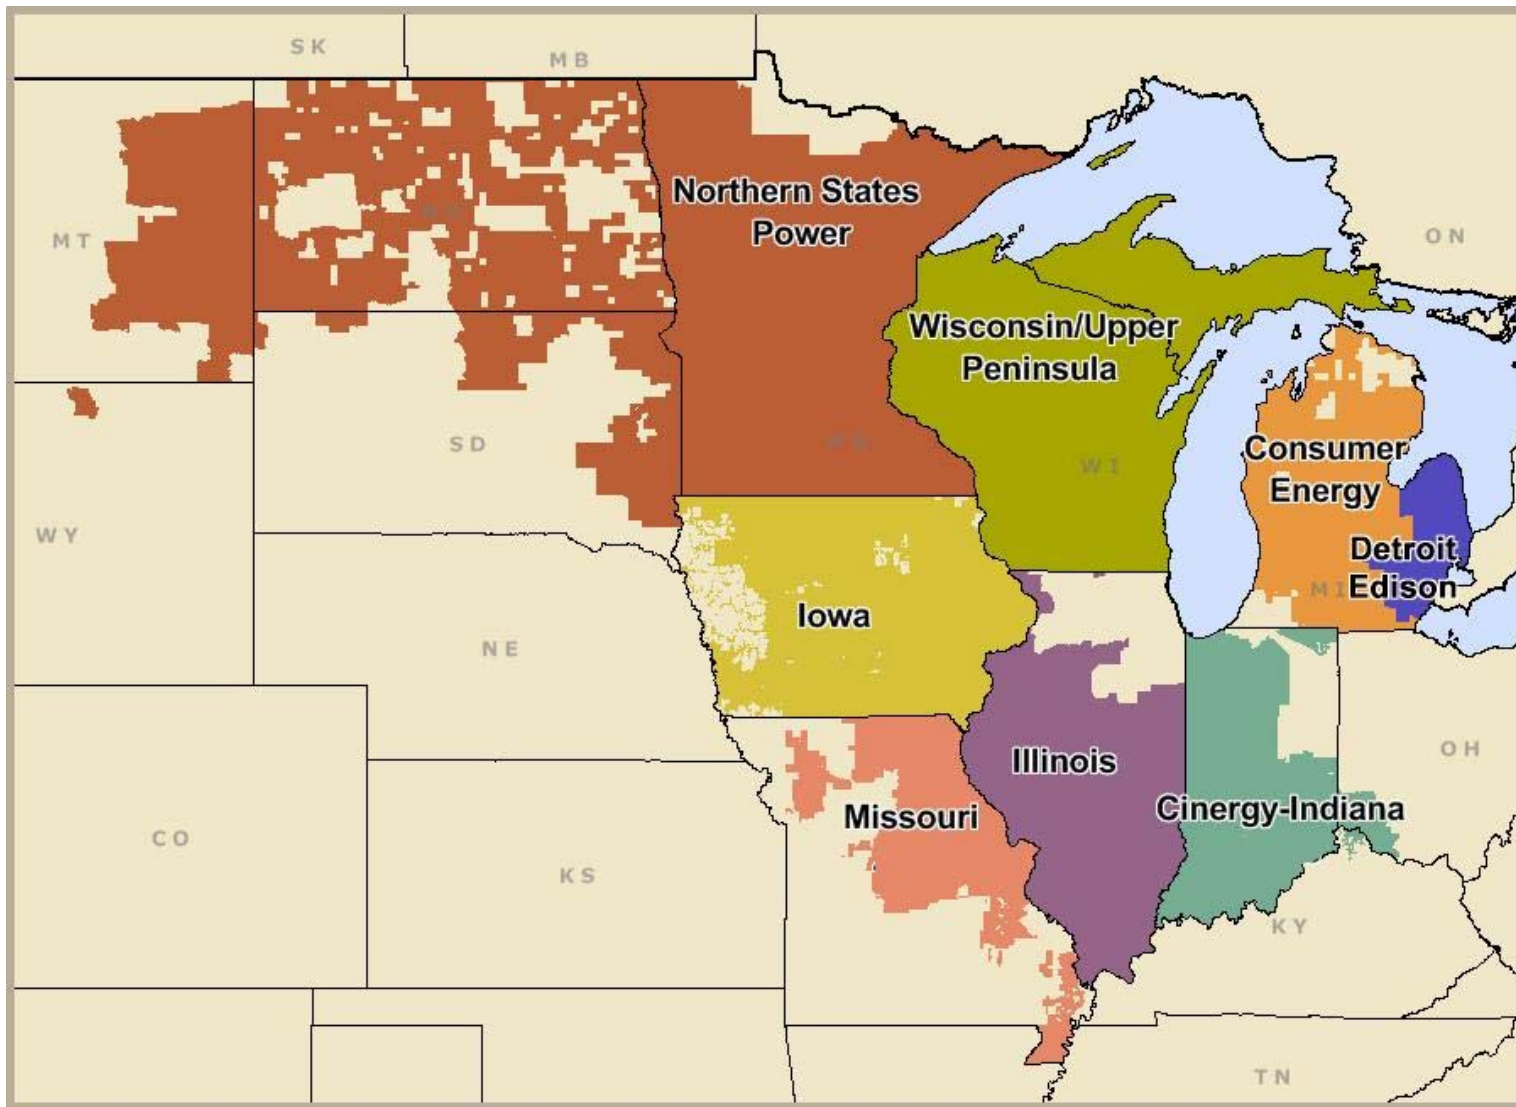 SK
MB
Northern States
Power
MT
ON
Wisconsin/Upper
Peninsula
SD
WI
Consumer
Energy
WY
Detroit
Edison
MI
Iowa
NE
OH
Illinois
Cinergy-Indiana
Missouri
CO
KS
KY
TN